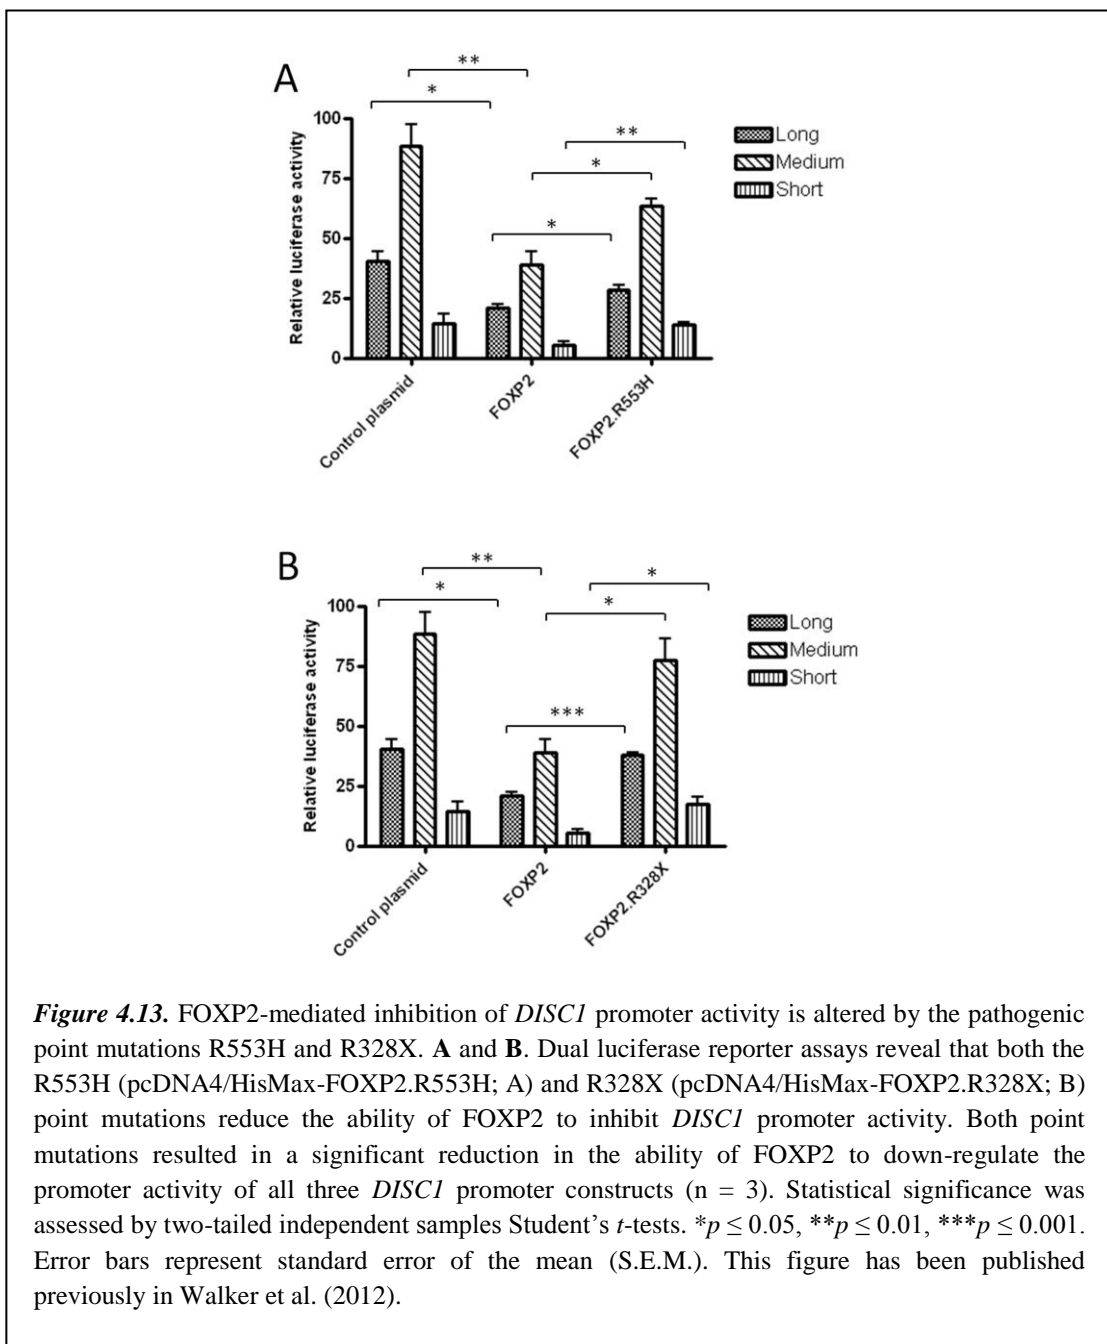 A
**
*
**
*
*
100
75
50
25
0
Relative luciferase activity
Long
Medium
Short
Control plasmid
FOXP2
FOXP2.R553H
B
**
*
*
*
***
100
75
50
25
0
Relative luciferase activity
Long
Medium
Short
Control plasmid
FOXP2
FOXP2.R328X
Figure 4.13. FOXP2-mediated inhibition of DISC1 promoter activity is altered by the pathogenic
point mutations R553H and R328X. A and B. Dual luciferase reporter assays reveal that both the
R553H (pcDNA4/HisMax-FOXP2.R553H; A) and R328X (pcDNA4/HisMax-FOXP2.R328X; B)
point mutations reduce the ability of FOXP2 to inhibit DISC1 promoter activity. Both point
mutations resulted in a significant reduction in the ability of FOXP2 to down-regulate the
promoter activity of all three DISC1 promoter constructs (n = 3). Statistical significance was
assessed by two-tailed independent samples Student’s t-tests. *p ≤ 0.05, **p ≤ 0.01, ***p ≤ 0.001.
Error bars represent standard error of the mean (S.E.M.). This figure has been published
previously in Walker et al. (2012).